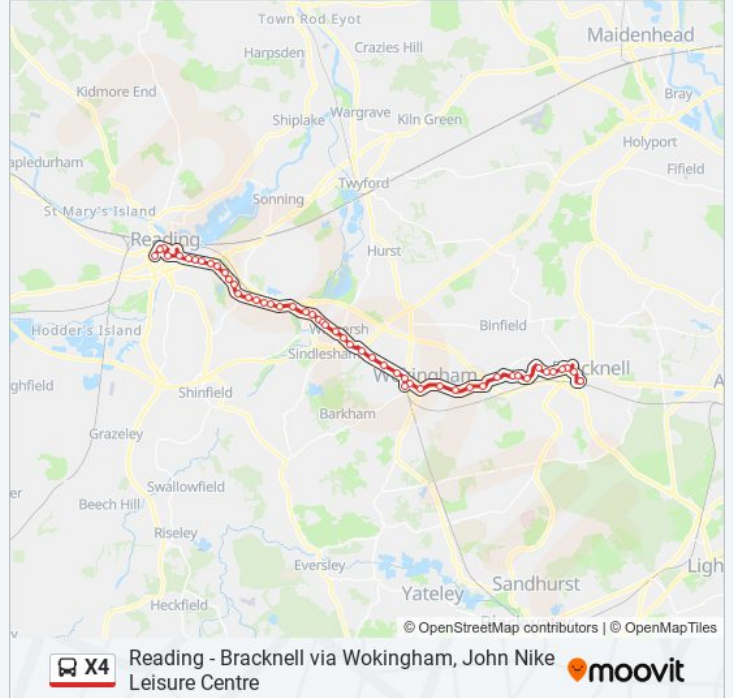 Town Rod Eyot
Crazies Hill
Harpsden
Maidenhead
Kidmore End
Bray
Wargrave
Shiplake
Kiln Green
Holyport
apledurham
Fifield
Twyford
Sonning
St Mary's Island
Reading
Hurst
Hodder's Island
Binfield
Sindlesham
ghfield
Shinfield
Barkham
Grazeley
Swallowfield
er
Beech Hill
Riseley
Eversley
Ligh
Sandhurst
Yateley
Heckfield
© OpenStreetMap contributors | © OpenMapTiles
X4
Reading - Bracknell via Wokingham, John Nike
Leisure Centre
moovit